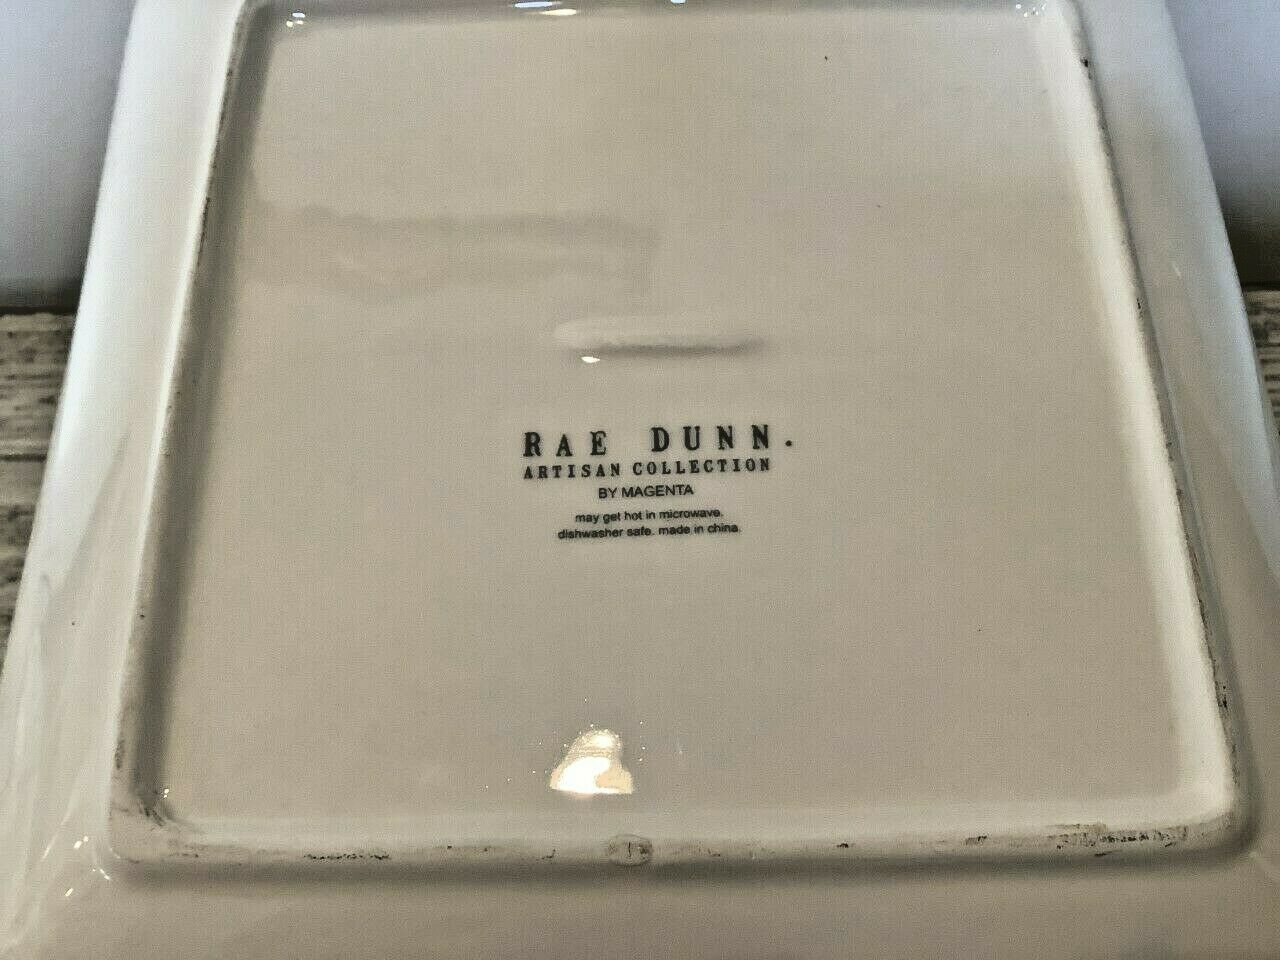 RAE DUNN.
ARTISAN COLLECTION
BY MAGENTA
may get hot in microwave.
dishwasher safe. made in china.